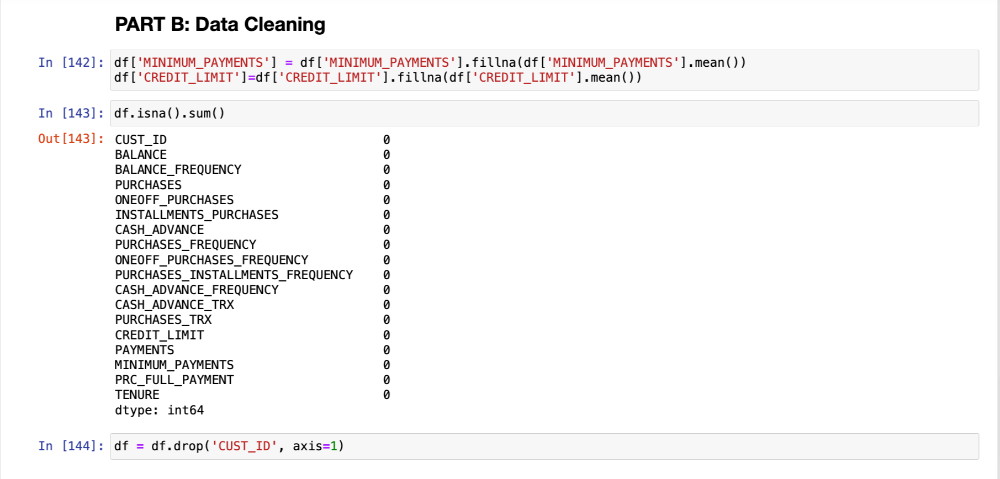 PART B: Data Cleaning
In [142]: df['MINIMUM_PAYMENTS'] = df['MINIMUM_PAYMENTS'].fillna(df['MINIMUM_PAYMENTS'].mean())
df['CREDIT_LIMIT']=df['CREDIT_LIMIT'].fillna(df['CREDIT_LIMIT'].mean())
In [143]: df.isna().sum()
Out[143]: CUST_ID 0
BALANCE 0
BALANCE_FREQUENCY 0
PURCHASES 0
ONEOFF_PURCHASES 0
INSTALLMENTS_PURCHASES 0
CASH_ADVANCE 0
PURCHASES_FREQUENCY 0
ONEOFF_PURCHASES_FREQUENCY 0
PURCHASES_INSTALLMENTS_FREQUENCY 0
CASH_ADVANCE_FREQUENCY 0
CASH_ADVANCE_TRX 0
PURCHASES_TRX 0
CREDIT_LIMIT 0
PAYMENTS 0
MINIMUM_PAYMENTS 0
PRC_FULL_PAYMENT 0
TENURE 0
dtype: int64
In [144]: df = df.drop('CUST_ID', axis=1)